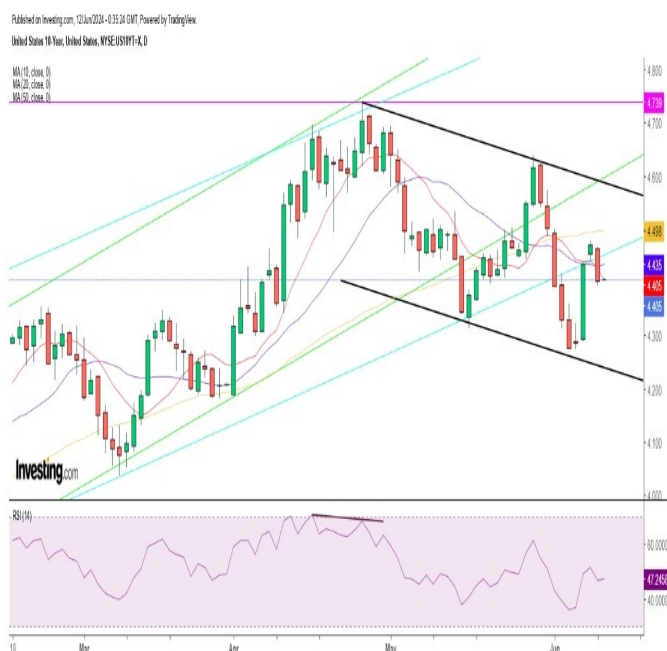 Published on Investing.com, 12/Jun/2024 - 0:35:24 GMT, Powered by TradingView.
United States 10-Year, United States, NYSE:US10YT=X, D
MA (10, close, 0)
MA (20, close, 0)
MA (50, close, 0)
4.800
4.739
4.700
4.600
4.498
4.435
4.405
4.405
4.300
4.200
4.100
4.000
Investing.com
RSI (14)
60.0000
47.2458
40.0000
Mar
Apr
May
Jun